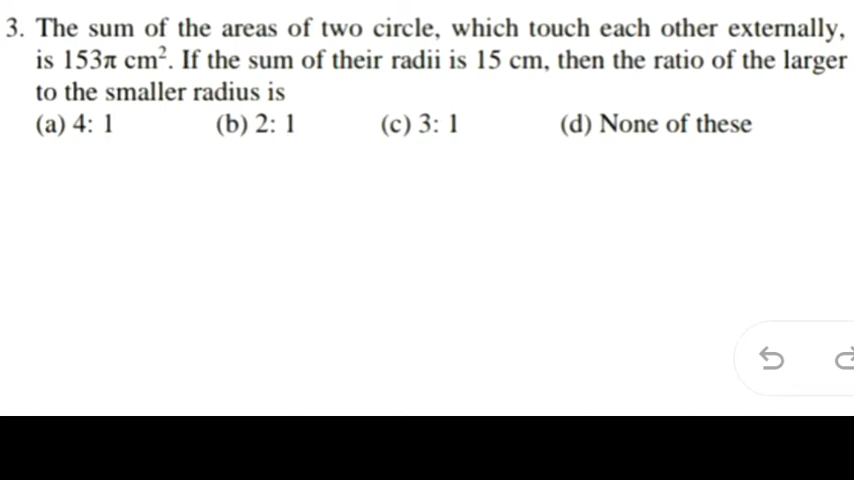 3. The sum of the areas of two circle, which touch each other externally,
is 153π cm². If the sum of their radii is 15 cm, then the ratio of the larger
to the smaller radius is
(a) 4: 1 (b) 2: 1 (c) 3: 1 (d) None of these